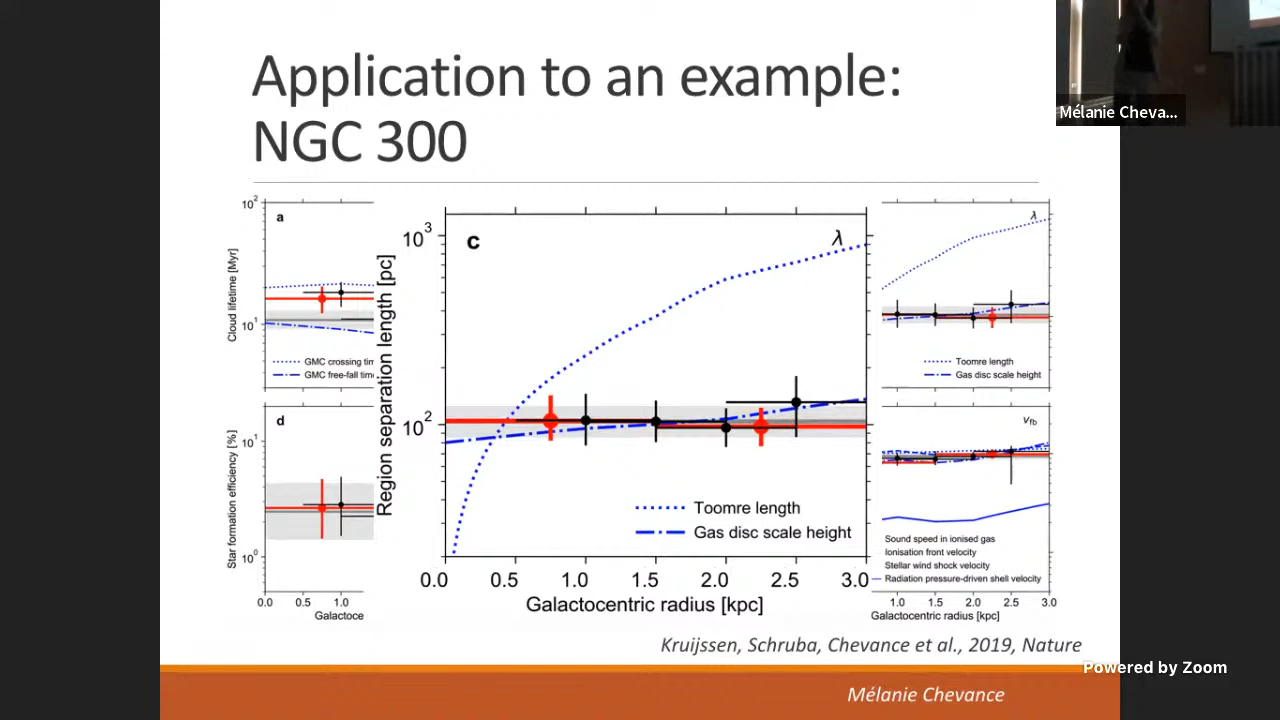 Application to an example:
NGC 300
Mélanie Cheva...
a
10²
10¹
Cloud lifetime [Myr]
GMC crossing tim
GMC free-fall time
d
10¹
10⁰
Star formation efficiency [%]
0.0 0.5 1.0
Galactoce
c
λ
10³
10²
Region separation length [pc]
Toomre length
Gas disc scale height
0.0 0.5 1.0 1.5 2.0 2.5 3.0
Galactocentric radius [kpc]
λ
Toomre length
Gas disc scale height
vfb
Sound speed in ionised gas
Ionisation front velocity
Stellar wind shock velocity
Radiation pressure-driven shell velocity
1.0 1.5 2.0 2.5 3.0
Galactocentric radius [kpc]
Kruijssen, Schruba, Chevance et al., 2019, Nature
Powered by Zoom
Mélanie Chevance